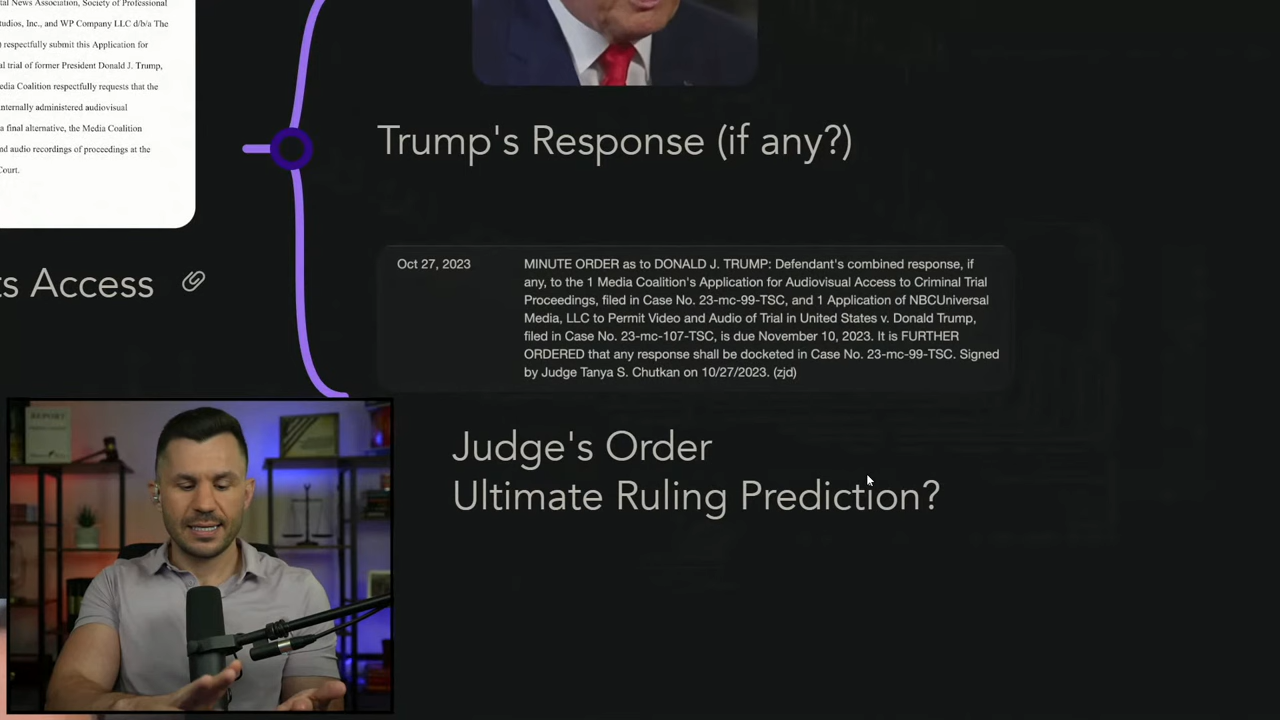 tal News Association, Society of Professional
tudios, Inc., and WP Company LLC d/b/a The
) respectfully submit this Application for
al trial of former President Donald J. Trump,
edia Coalition respectfully requests that the
nternally administered audiovisual
a final alternative, the Media Coalition
nd audio recordings of proceedings at the
Court.
ts Access
Trump's Response (if any?)
Oct 27, 2023
MINUTE ORDER as to DONALD J. TRUMP: Defendant's combined response, if
any, to the 1 Media Coalition's Application for Audiovisual Access to Criminal Trial
Proceedings, filed in Case No. 23-mc-99-TSC, and 1 Application of NBCUniversal
Media, LLC to Permit Video and Audio of Trial in United States v. Donald Trump,
filed in Case No. 23-mc-107-TSC, is due November 10, 2023. It is FURTHER
ORDERED that any response shall be docketed in Case No. 23-mc-99-TSC. Signed
by Judge Tanya S. Chutkan on 10/27/2023. (zjd)
Judge's Order
Ultimate Ruling Prediction?
REPORT